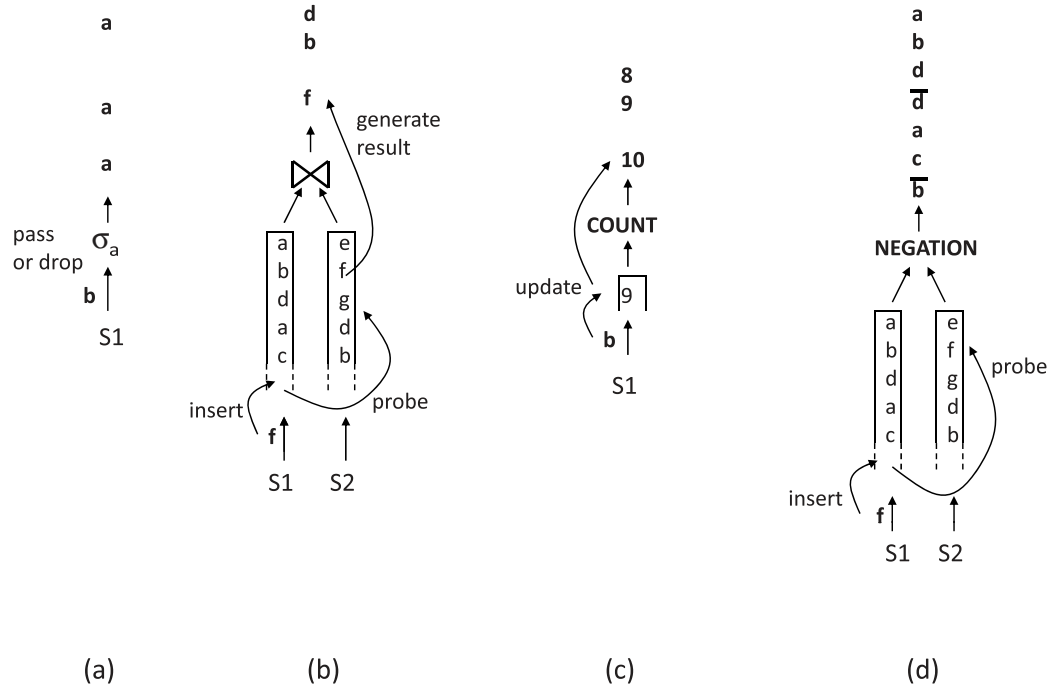 a
a
a
pass
or drop
σa
b
S1
(a)
d
b
f
generate
result
a
b
d
a
c
e
f
g
d
b
insert
probe
f
S1
S2
(b)
8
9
10
COUNT
update
9
b
S1
(c)
a
b
d
d̅
a
c
b̅
NEGATION
a
b
d
a
c
e
f
g
d
b
probe
insert
f
S1
S2
(d)